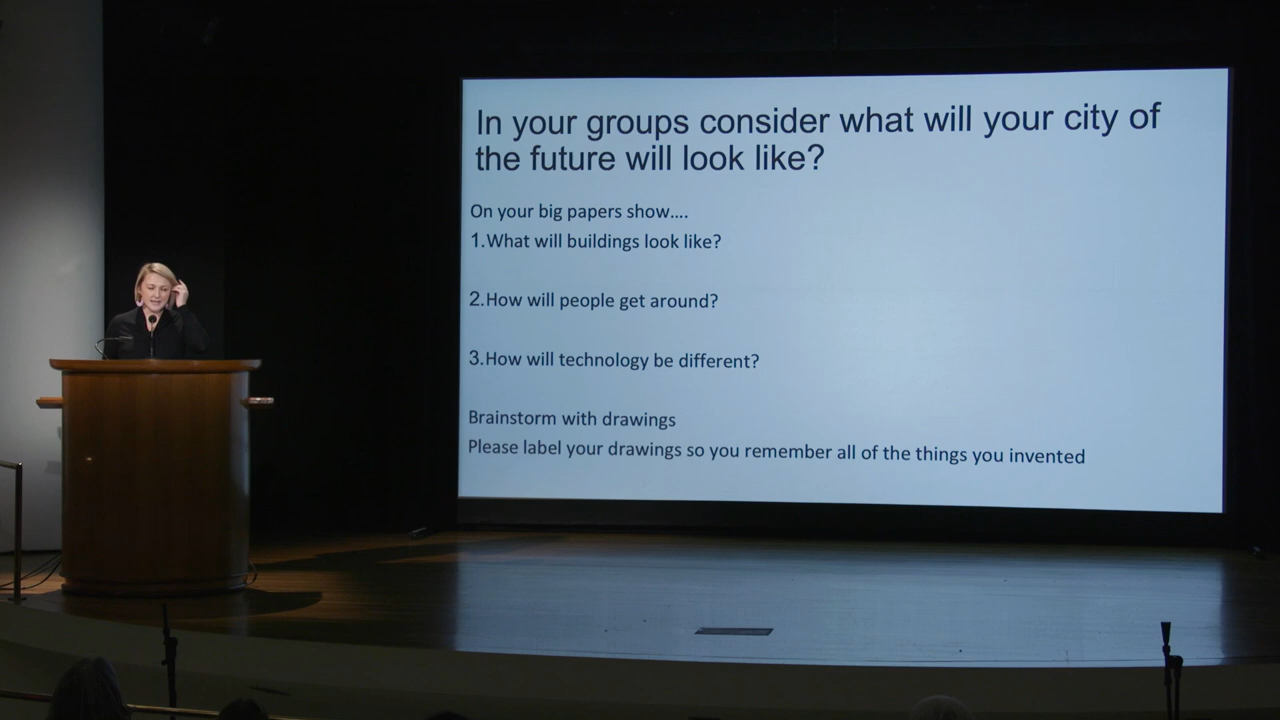 In your groups consider what will your city of
the future will look like?
On your big papers show....
1.What will buildings look like?
2.How will people get around?
3.How will technology be different?
Brainstorm with drawings
Please label your drawings so you remember all of the things you invented